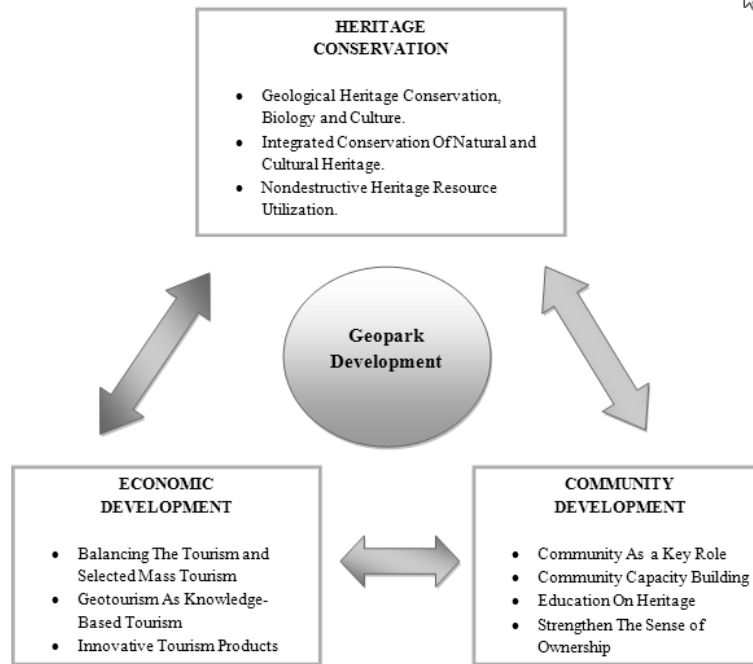 HERITAGE
CONSERVATION
• Geological Heritage Conservation,
Biology and Culture.
• Integrated Conservation Of Natural and
Cultural Heritage.
• Nondestructive Heritage Resource
Utilization.
Geopark
Development
ECONOMIC
DEVELOPMENT
• Balancing The Tourism and
Selected Mass Tourism
• Geotourism As Knowledge-
Based Tourism
• Innovative Tourism Products
COMMUNITY
DEVELOPMENT
• Community As a Key Role
• Community Capacity Building
• Education On Heritage
• Strengthen The Sense of
Ownership